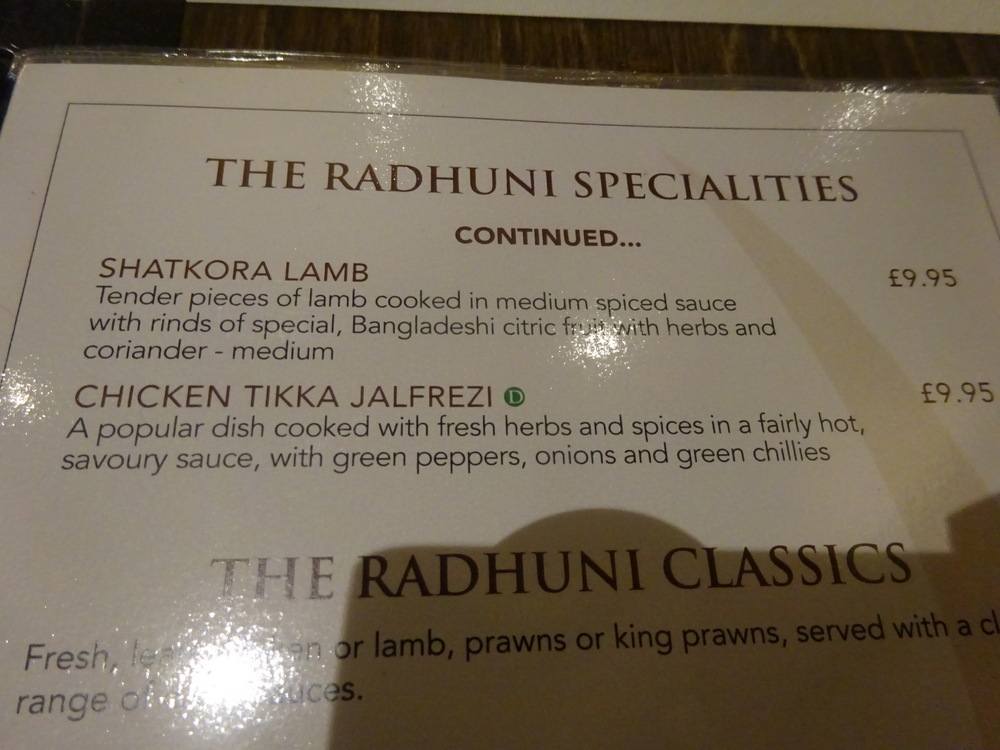 THE RADHUNI SPECIALITIES
CONTINUED...
SHATKORA LAMB £9.95
Tender pieces of lamb cooked in medium spiced sauce
with rinds of special, Bangladeshi citric fruit with herbs and
coriander - medium
CHICKEN TIKKA JALFREZI D £9.95
A popular dish cooked with fresh herbs and spices in a fairly hot,
savoury sauce, with green peppers, onions and green chillies
THE RADHUNI CLASSICS
Fresh, or lamb, prawns or king prawns, served with a
range of